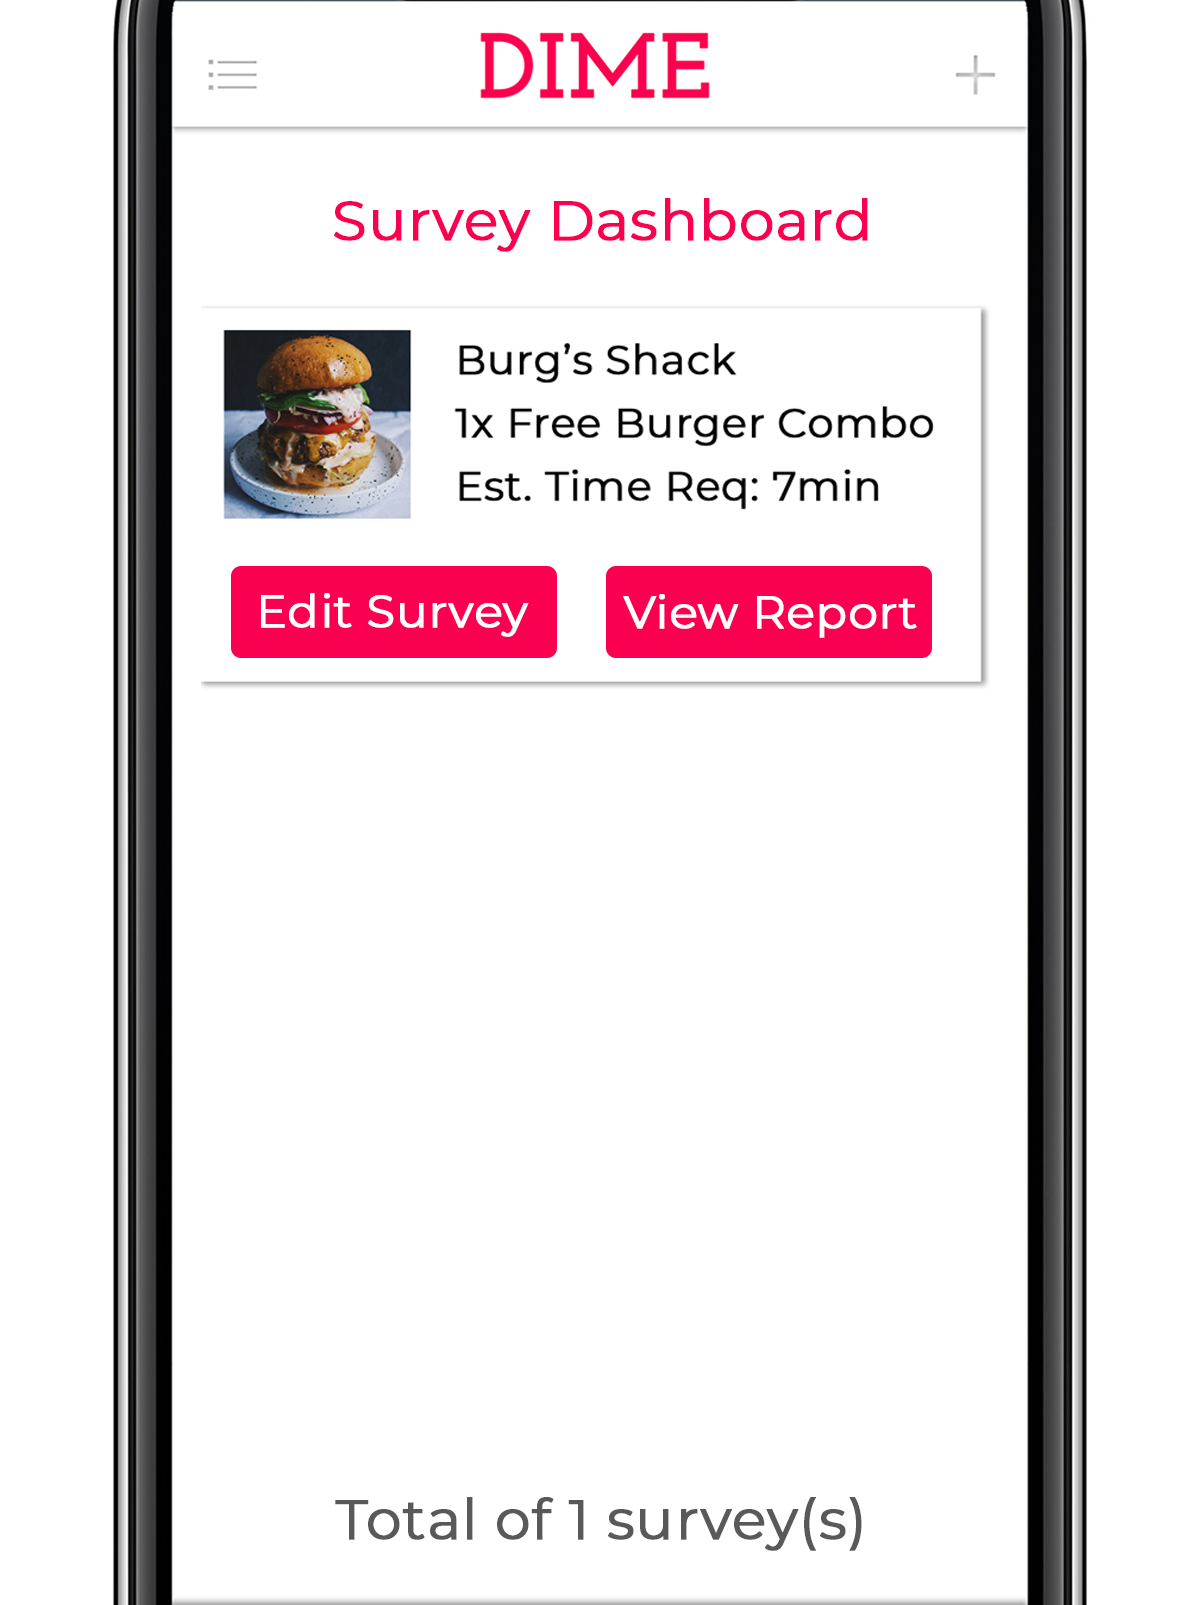 DIME
Survey Dashboard
Burg’s Shack
1x Free Burger Combo
Est. Time Req: 7min
Edit Survey
View Report
Total of 1 survey(s)